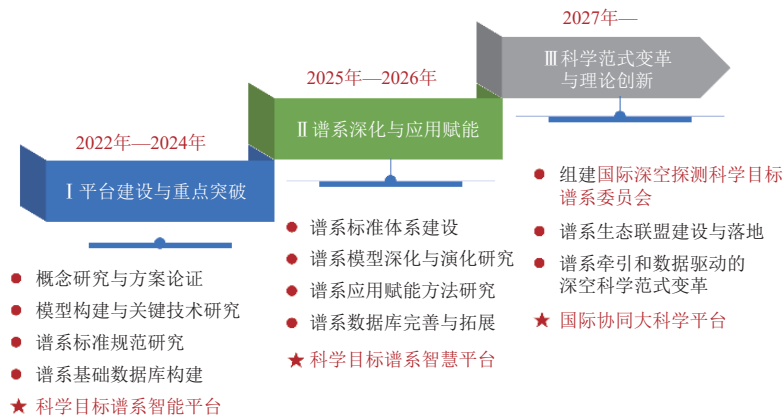 2022年—2024年
Ⅰ平台建设与重点突破
概念研究与方案论证
模型构建与关键技术研究
谱系标准规范研究
谱系基础数据库构建
★ 科学目标谱系智能平台
2025年—2026年
Ⅱ谱系深化与应用赋能
谱系标准体系建设
谱系模型深化与演化研究
谱系应用赋能方法研究
谱系数据库完善与拓展
★ 科学目标谱系智慧平台
2027年—
Ⅲ科学范式变革
与理论创新
组建国际深空探测科学目标
谱系委员会
谱系生态联盟建设与落地
谱系牵引和数据驱动的
深空科学范式变革
★ 国际协同大科学平台